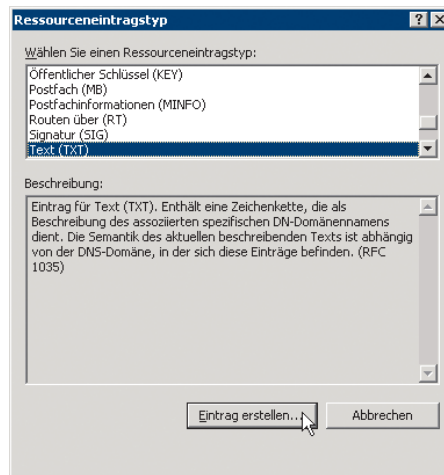 Ressourceneintragstyp
Wählen Sie einen Ressourceneintragstyp:
Öffentlicher Schlüssel (KEY)
Postfach (MB)
Postfachinformationen (MINFO)
Routen über (RT)
Signatur (SIG)
Text (TXT)
Beschreibung:
Eintrag für Text (TXT). Enthält eine Zeichenkette, die als
Beschreibung des assoziierten spezifischen DN-Domänennamens
dient. Die Semantik des aktuellen beschreibenden Texts ist abhängig
von der DNS-Domäne, in der sich diese Einträge befinden. (RFC
1035)
Eintrag erstellen...
Abbrechen